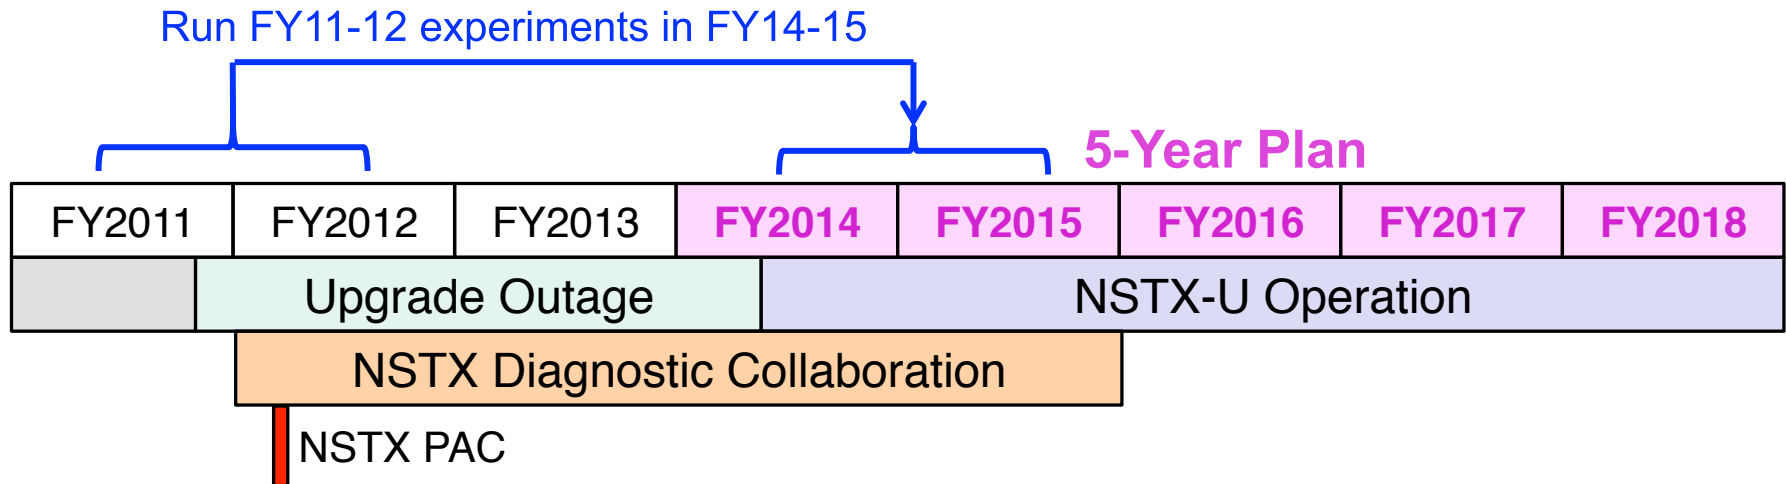 Run FY11-12 experiments in FY14-15
5-Year Plan
FY2011 FY2012 FY2013 FY2014 FY2015 FY2016 FY2017 FY2018
Upgrade Outage NSTX-U Operation
NSTX Diagnostic Collaboration
NSTX PAC